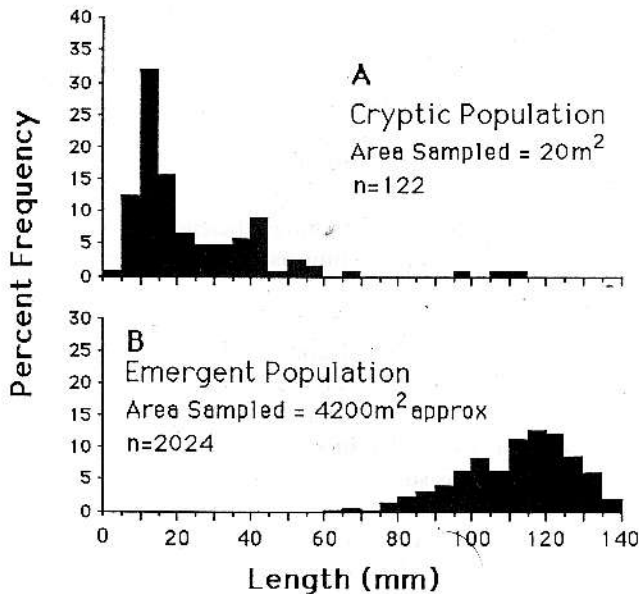 Percent Frequency
40
35
30
25
20
15
10
5
0
A
Cryptic Population
Area Sampled = 20m²
n=122
30
25
20
15
10
5
0
B
Emergent Population
Area Sampled = 4200m² approx
n=2024
0 20 40 60 80 100 120 140
Length (mm)